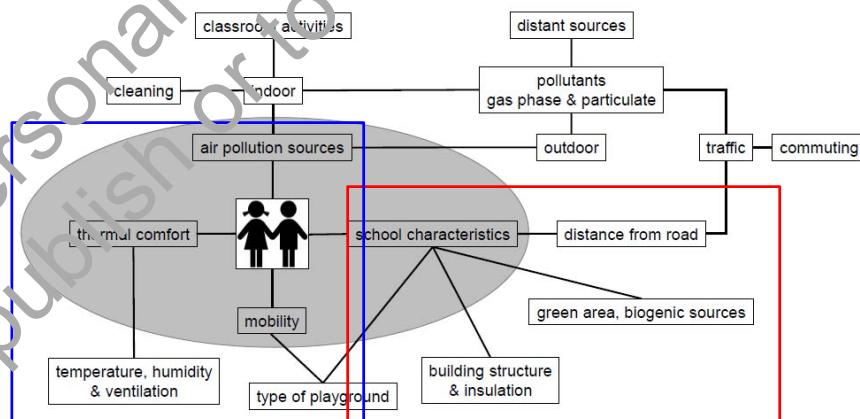 classroom activities
distant sources
cleaning
indoor
pollutants
gas phase & particulate
air pollution sources
outdoor
traffic
commuting
thermal comfort
school characteristics
distance from road
mobility
green area, biogenic sources
temperature, humidity
& ventilation
type of playground
building structure
& insulation
personal
publish or to